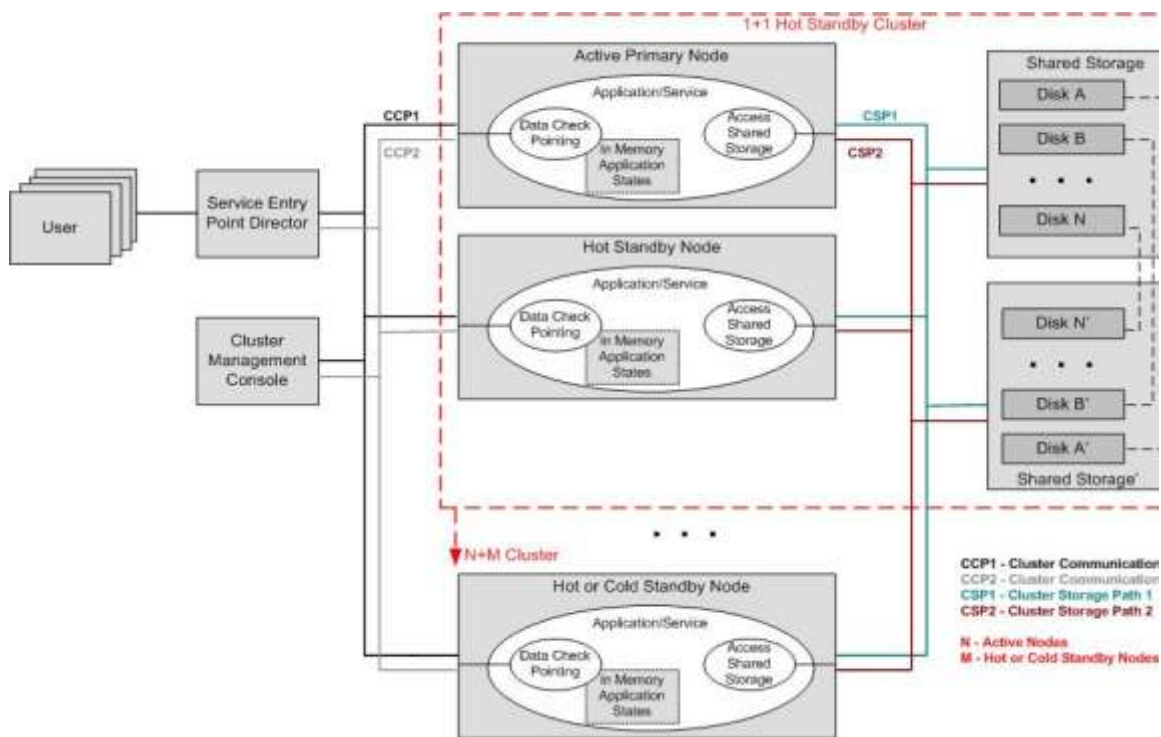 1+1 Hot Standby Cluster
Active Primary Node
Application/Service
Data Check
Pointing
In Memory
Application
States
Access
Shared
Storage
CCP1
CCP2
CSP1
CSP2
Shared Storage
Disk A
Disk B
Disk N
User
Service Entry
Point Director
Hot Standby Node
Application/Service
Data Check
Pointing
In Memory
Application
States
Access
Shared
Storage
Cluster
Management
Console
Disk N'
Disk B'
Disk A'
Shared Storage'
N+M Cluster
Hot or Cold Standby Node
Application/Service
Data Check
Pointing
In Memory
Application
States
Access
Shared
Storage
CCP1 - Cluster Communication
CCP2 - Cluster Communication
CSP1 - Cluster Storage Path 1
CSP2 - Cluster Storage Path 2
N - Active Nodes
M - Hot or Cold Standby Nodes